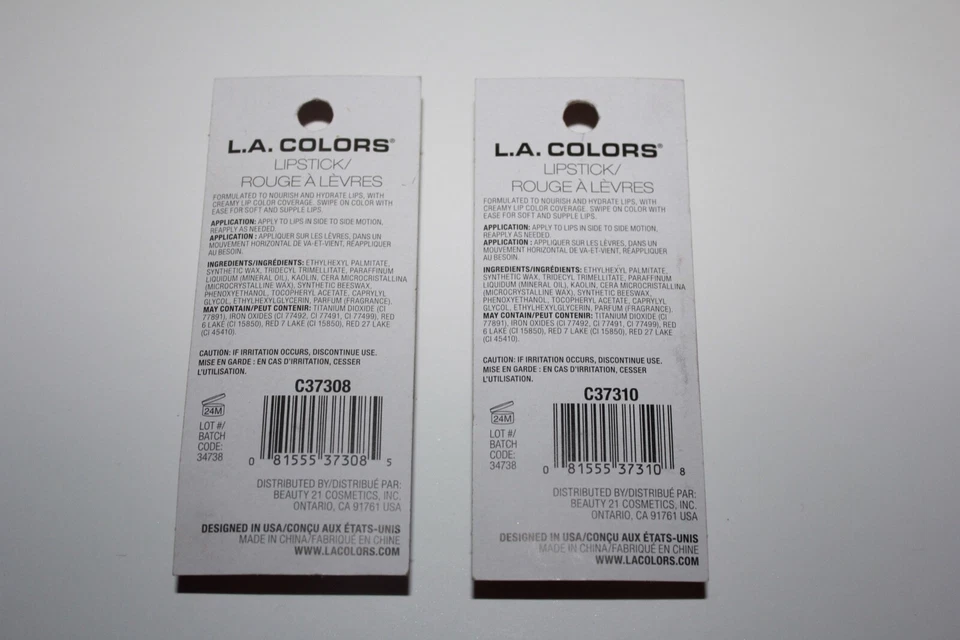 L.A. COLORS®
LIPSTICK/
ROUGE À LÈVRES
FORMULATED TO NOURISH AND HYDRATE LIPS, WITH
CREAMY LIP COLOR COVERAGE. SWIPE ON COLOR WITH
EASE FOR SOFT AND SUPPLE LIPS.
APPLICATION: APPLY TO LIPS IN SIDE TO SIDE MOTION,
REAPPLY AS NEEDED.
APPLICATION : APPLIQUER SUR LES LÈVRES, DANS UN
MOUVEMENT HORIZONTAL DE VA-ET-VIENT, RÉAPPLIQUER
AU BESOIN.
INGREDIENTS/INGRÉDIENTS: ETHYLHEXYL PALMITATE,
SYNTHETIC WAX, TRIDECYL TRIMELLITATE, PARAFFINUM
LIQUIDUM (MINERAL OIL), KAOLIN, CERA MICROCRISTALLINA
(MICROCRYSTALLINE WAX), SYNTHETIC BEESWAX,
PHENOXYETHANOL, TOCOPHERYL ACETATE, CAPRYLYL
GLYCOL, ETHYLHEXYLGLYCERIN, PARFUM (FRAGRANCE).
MAY CONTAIN/PEUT CONTENIR: TITANIUM DIOXIDE (CI
77891), IRON OXIDES (CI 77492, CI 77491, CI 77499), RED
6 LAKE (CI 15850), RED 7 LAKE (CI 15850), RED 27 LAKE
(CI 45410).
CAUTION: IF IRRITATION OCCURS, DISCONTINUE USE.
MISE EN GARDE : EN CAS D'IRRITATION, CESSER
L'UTILISATION.
C37308
24M
LOT #/
BATCH
CODE:
34738
0 81555 37308 5
DISTRIBUTED BY/DISTRIBUÉ PAR:
BEAUTY 21 COSMETICS, INC.
ONTARIO, CA 91761 USA
DESIGNED IN USA/CONÇU AUX ÉTATS-UNIS
MADE IN CHINA/FABRIQUÉ EN CHINE
WWW.LACOLORS.COM
L.A. COLORS®
LIPSTICK/
ROUGE À LÈVRES
FORMULATED TO NOURISH AND HYDRATE LIPS, WITH
CREAMY LIP COLOR COVERAGE. SWIPE ON COLOR WITH
EASE FOR SOFT AND SUPPLE LIPS.
APPLICATION: APPLY TO LIPS IN SIDE TO SIDE MOTION,
REAPPLY AS NEEDED.
APPLICATION : APPLIQUER SUR LES LÈVRES, DANS UN
MOUVEMENT HORIZONTAL DE VA-ET-VIENT, RÉAPPLIQUER
AU BESOIN.
INGREDIENTS/INGRÉDIENTS: ETHYLHEXYL PALMITATE,
SYNTHETIC WAX, TRIDECYL TRIMELLITATE, PARAFFINUM
LIQUIDUM (MINERAL OIL), KAOLIN, CERA MICROCRISTALLINA
(MICROCRYSTALLINE WAX), SYNTHETIC BEESWAX,
PHENOXYETHANOL, TOCOPHERYL ACETATE, CAPRYLYL
GLYCOL, ETHYLHEXYLGLYCERIN, PARFUM (FRAGRANCE).
MAY CONTAIN/PEUT CONTENIR: TITANIUM DIOXIDE (CI
77891), IRON OXIDES (CI 77492, CI 77491, CI 77499), RED
6 LAKE (CI 15850), RED 7 LAKE (CI 15850), RED 27 LAKE
(CI 45410).
CAUTION: IF IRRITATION OCCURS, DISCONTINUE USE.
MISE EN GARDE : EN CAS D'IRRITATION, CESSER
L'UTILISATION.
C37310
24M
LOT #/
BATCH
CODE:
34738
0 81555 37310 8
DISTRIBUTED BY/DISTRIBUÉ PAR:
BEAUTY 21 COSMETICS, INC.
ONTARIO, CA 91761 USA
DESIGNED IN USA/CONÇU AUX ÉTATS-UNIS
MADE IN CHINA/FABRIQUÉ EN CHINE
WWW.LACOLORS.COM